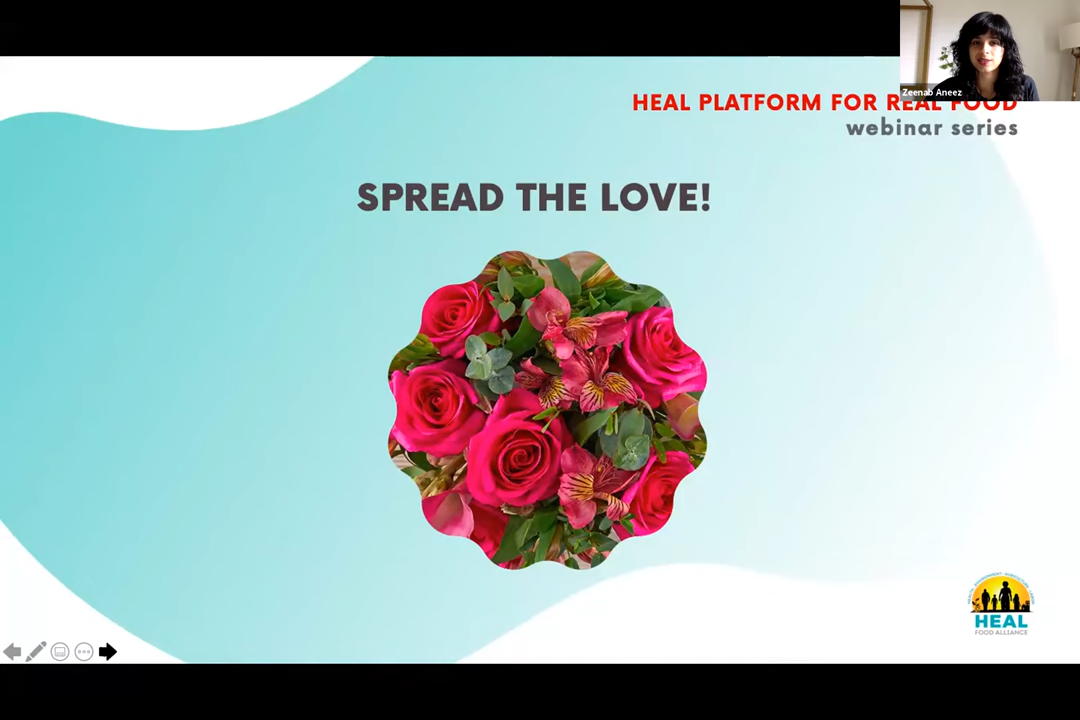 Zeenab Aneez
HEAL PLATFORM FOR REAL FOOD
webinar series
SPREAD THE LOVE!
HEAL
FOOD ALLIANCE